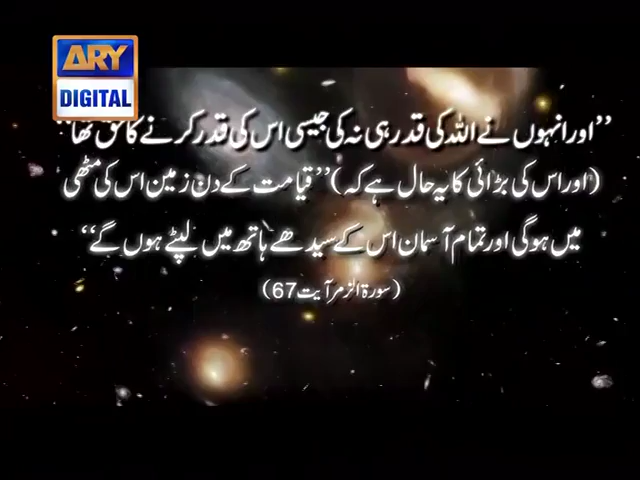 ARY
DIGITAL
”اور انہوں نے اللہ کی قدر ہی نہ کی جیسی اس کی قدر کرنے کا حق تھا“
(اور اس کی بڑائی کا یہ حال ہے کہ) ”قیامت کے دن زمین اس کی مٹھی
میں ہوگی اور تمام آسمان اس کے سیدھے ہاتھ میں لپٹے ہوں گے“
(سورۃ الزمر آیت 67)